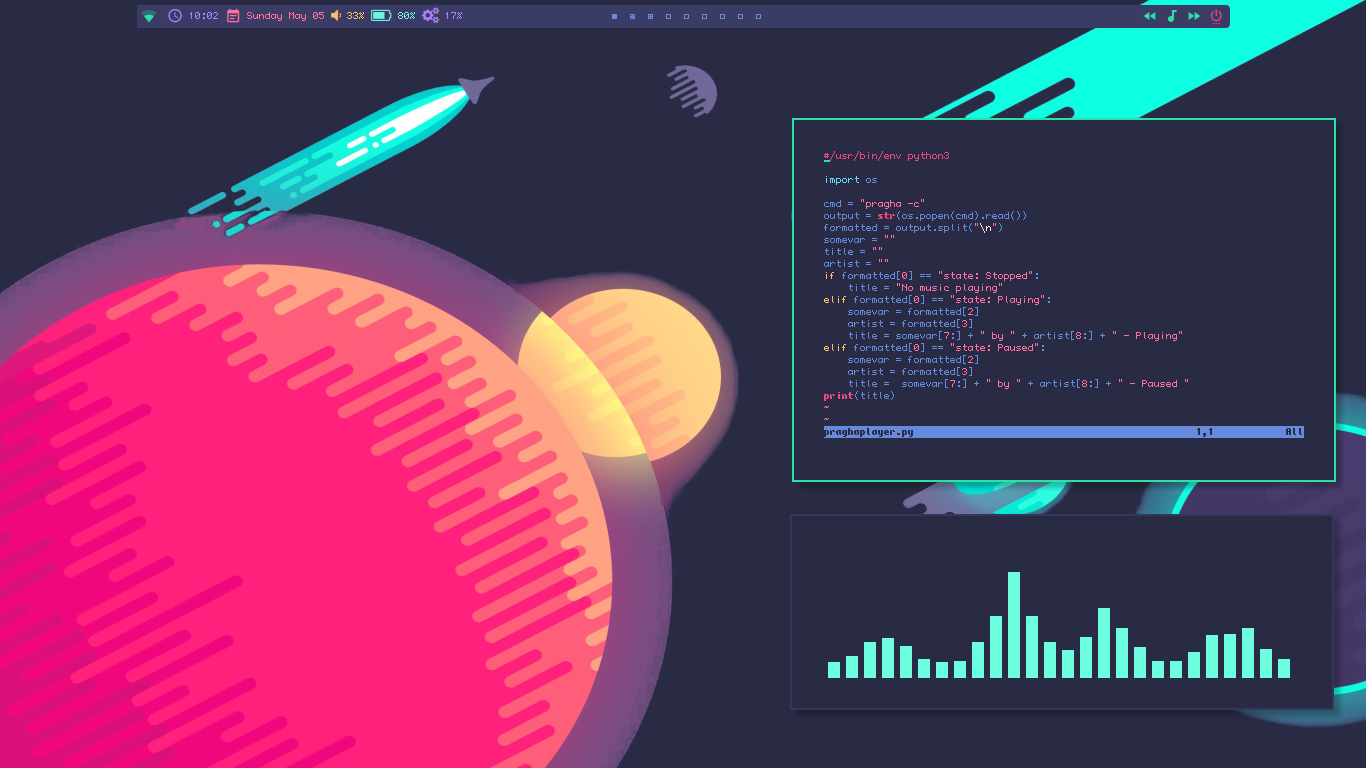 10:02 Sunday May 05 33% 80% 17%
#/usr/bin/env python3
import os
cmd = "pragha -c"
output = str(os.popen(cmd).read())
formatted = output.split("\n")
somevar = ""
title = ""
artist = ""
if formatted[0] == "state: Stopped":
    title = "No music playing"
elif formatted[0] == "state: Playing":
    somevar = formatted[2]
    artist = formatted[3]
    title = somevar[7:] + " by " + artist[8:] + " - Playing"
elif formatted[0] == "state: Paused":
    somevar = formatted[2]
    artist = formatted[3]
    title =  somevar[7:] + " by " + artist[8:] + " - Paused "
print(title)
~
~
praghaplayer.py 1,1 All